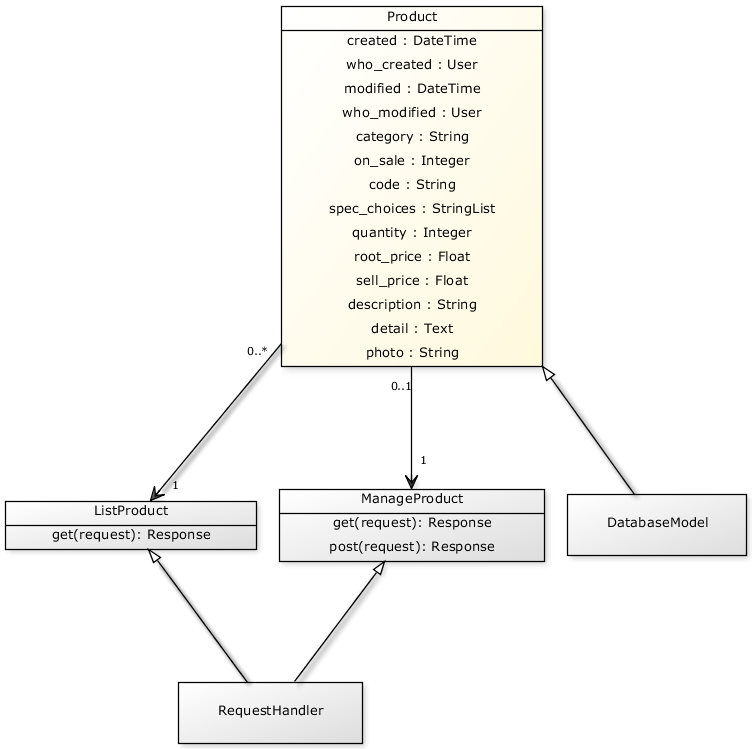 Product
created : DateTime
who_created : User
modified : DateTime
who_modified : User
category : String
on_sale : Integer
code : String
spec_choices : StringList
quantity : Integer
root_price : Float
sell_price : Float
description : String
detail : Text
photo : String
0..*
0..1
1
1
ListProduct
get(request): Response
ManageProduct
get(request): Response
post(request): Response
DatabaseModel
RequestHandler